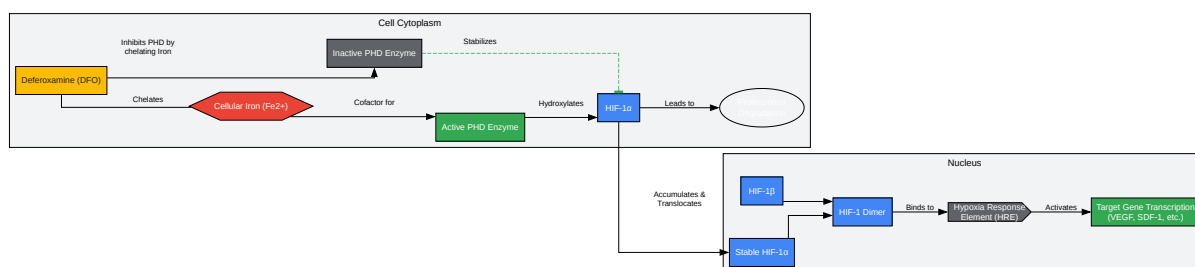 Cell Cytoplasm
Inhibits PHD by
chelating Iron
Stabilizes
Inactive PHD Enzyme
Deferoxamine (DFO)
Chelates
Cellular Iron (Fe2+)
Cofactor for
Active PHD Enzyme
Hydroxylates
HIF-1α
Leads to
Nucleus
Accumulates &
Translocates
HIF-1β
HIF-1 Dimer
Stable HIF-1α
Binds to
Hypoxia Response
Element (HRE)
Activates
Target Gene Transcription
(VEGF, SDF-1, etc.)